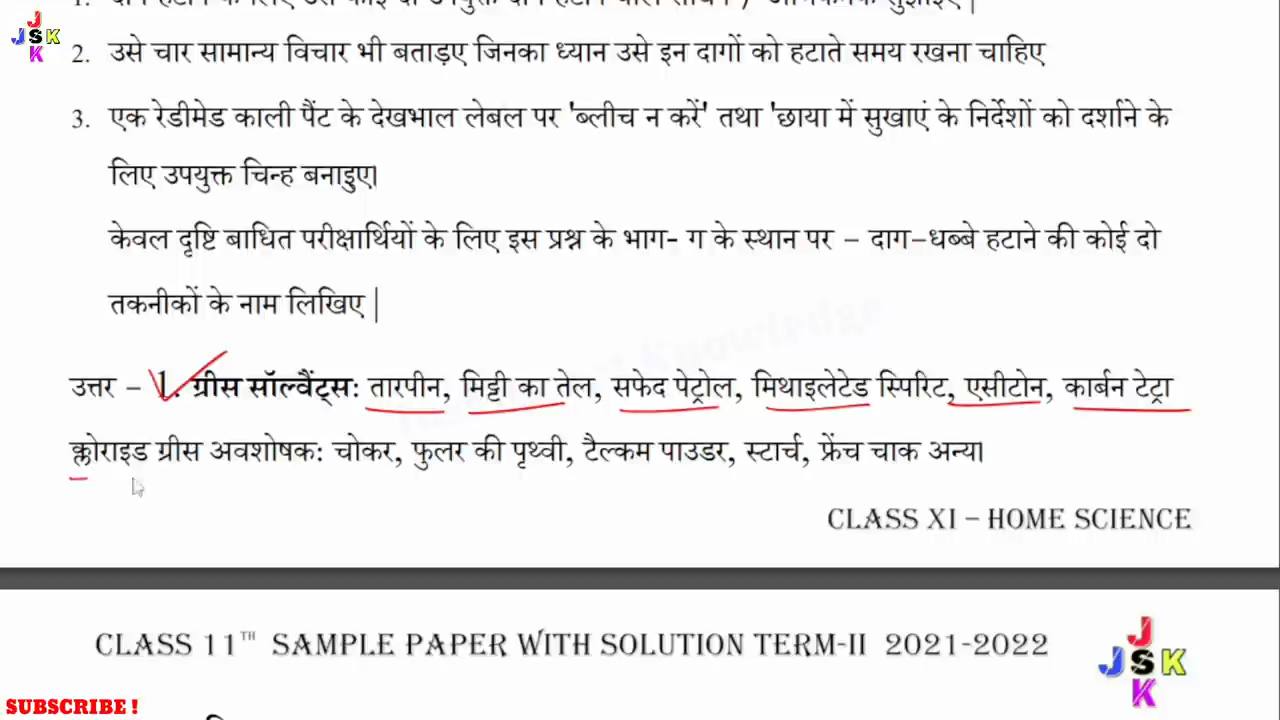 J
JSK
K
2. उसे चार सामान्य विचार भी बताइए जिनका ध्यान उसे इन दागों को हटाते समय रखना चाहिए
3. एक रेडीमेड काली पैंट के देखभाल लेबल पर 'ब्लीच न करें' तथा 'छाया में सुखाएं के निर्देशों को दर्शाने के
लिए उपयुक्त चिन्ह बनाइए।
केवल दृष्टि बाधित परीक्षार्थियों के लिए इस प्रश्न के भाग- ग के स्थान पर – दाग-धब्बे हटाने की कोई दो
तकनीकों के नाम लिखिए |
उत्तर – 1. ग्रीस सॉल्वैंट्स: तारपीन, मिट्टी का तेल, सफेद पेट्रोल, मिथाइलेटेड स्पिरिट, एसीटोन, कार्बन टेट्रा
क्लोराइड ग्रीस अवशोषक: चोकर, फुलर की पृथ्वी, टैल्कम पाउडर, स्टार्च, फ्रेंच चाक अन्य।
CLASS XI – HOME SCIENCE
CLASS 11TH SAMPLE PAPER WITH SOLUTION TERM-II 2021-2022
J
JSK
K
SUBSCRIBE !